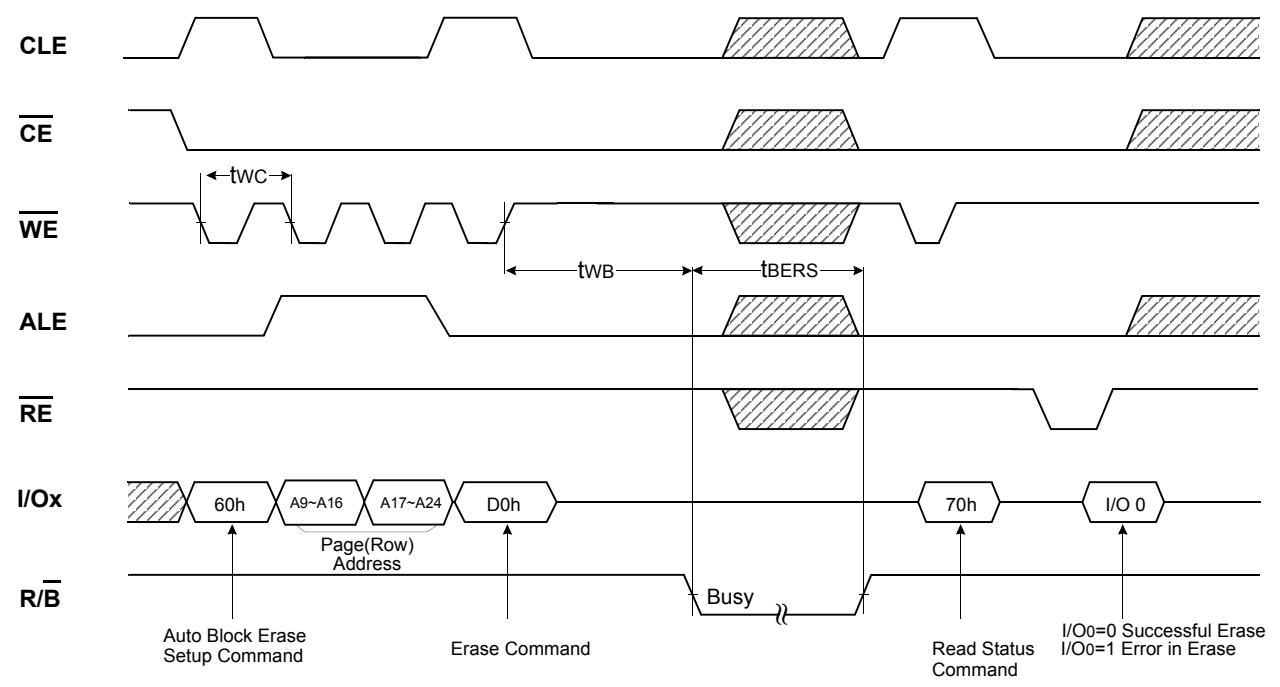 CLE
CE
tWC
WE
tWB
tBERS
ALE
RE
I/Ox
60h
A9~A16
A17~A24
D0h
70h
I/O 0
Page(Row)
Address
R/B
Busy
Auto Block Erase
Setup Command
Erase Command
Read Status
Command
I/O0=0 Successful Erase
I/O0=1 Error in Erase